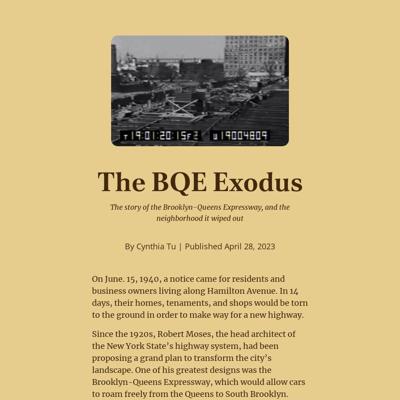 T 19:01:20:15F2 W 19004809
The BQE Exodus
The story of the Brooklyn-Queens Expressway, and the
neighborhood it wiped out
By Cynthia Tu | Published April 28, 2023
On June. 15, 1940, a notice came for residents and
business owners living along Hamilton Avenue. In 14
days, their homes, tenaments, and shops would be torn
to the ground in order to make way for a new highway.
Since the 1920s, Robert Moses, the head architect of
the New York State's highway system, had been
proposing a grand plan to transform the city's
landscape. One of his greatest designs was the
Brooklyn-Queens Expressway, which would allow cars
to roam freely from the Queens to South Brooklyn.